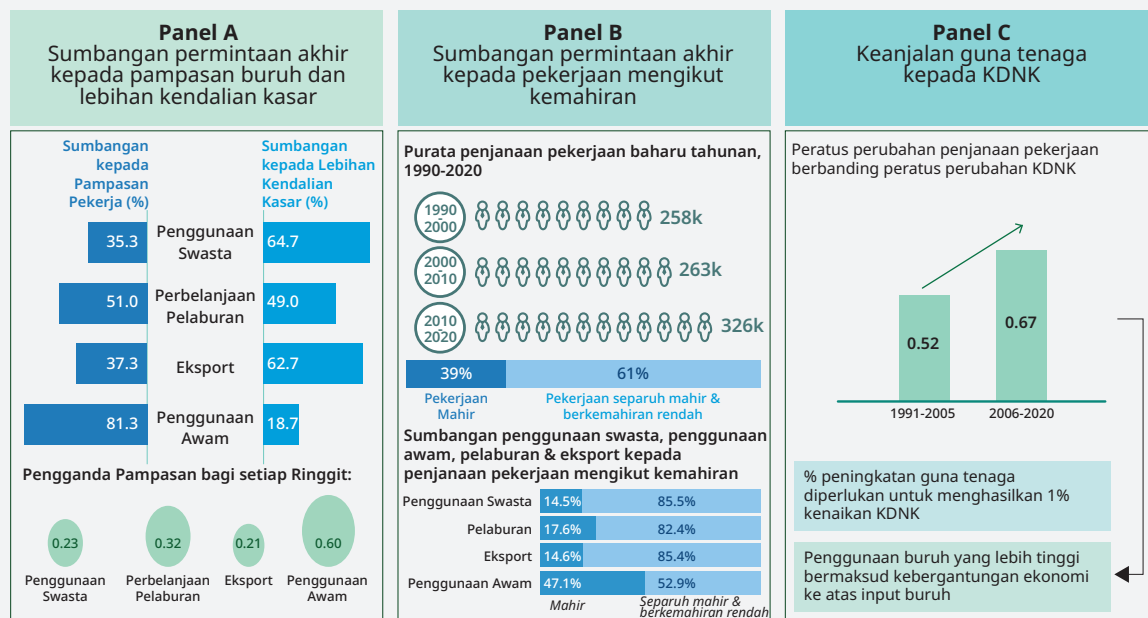 Panel A
Sumbangan permintaan akhir
kepada pampasan buruh dan
lebihan kendalian kasar
Sumbangan
kepada
Pampasan
Pekerja (%)
Sumbangan
kepada Lebihan
Kendalian
Kasar (%)
35.3
Penggunaan
Swasta
64.7
51.0
Perbelanjaan
Pelaburan
49.0
37.3
Eksport
62.7
81.3
Penggunaan
Awam
18.7
Pengganda Pampasan bagi setiap Ringgit:
0.23
0.32
0.21
0.60
Penggunaan
Swasta
Perbelanjaan
Pelaburan
Eksport
Penggunaan
Awam
Panel B
Sumbangan permintaan akhir
kepada pekerjaan mengikut
kemahiran
Purata penjanaan pekerjaan baharu tahunan,
1990-2020
1990
-
2000
258k
2000
-
2010
263k
2010
-
2020
326k
39%
61%
Pekerjaan
Mahir
Pekerjaan separuh mahir &
berkemahiran rendah
Sumbangan penggunaan swasta, penggunaan
awam, pelaburan & eksport kepada
penjanaan pekerjaan mengikut kemahiran
Penggunaan Swasta 14.5% 85.5%
Pelaburan 17.6% 82.4%
Eksport 14.6% 85.4%
Penggunaan Awam 47.1% 52.9%
Mahir
Separuh mahir &
berkemahiran rendah
Panel C
Keanjalan guna tenaga
kepada KDNK
Peratus perubahan penjanaan pekerjaan
berbanding peratus perubahan KDNK
0.52
0.67
1991-2005
2006-2020
% peningkatan guna tenaga
diperlukan untuk menghasilkan 1%
kenaikan KDNK
Penggunaan buruh yang lebih tinggi
bermaksud kebergantungan ekonomi
ke atas input buruh